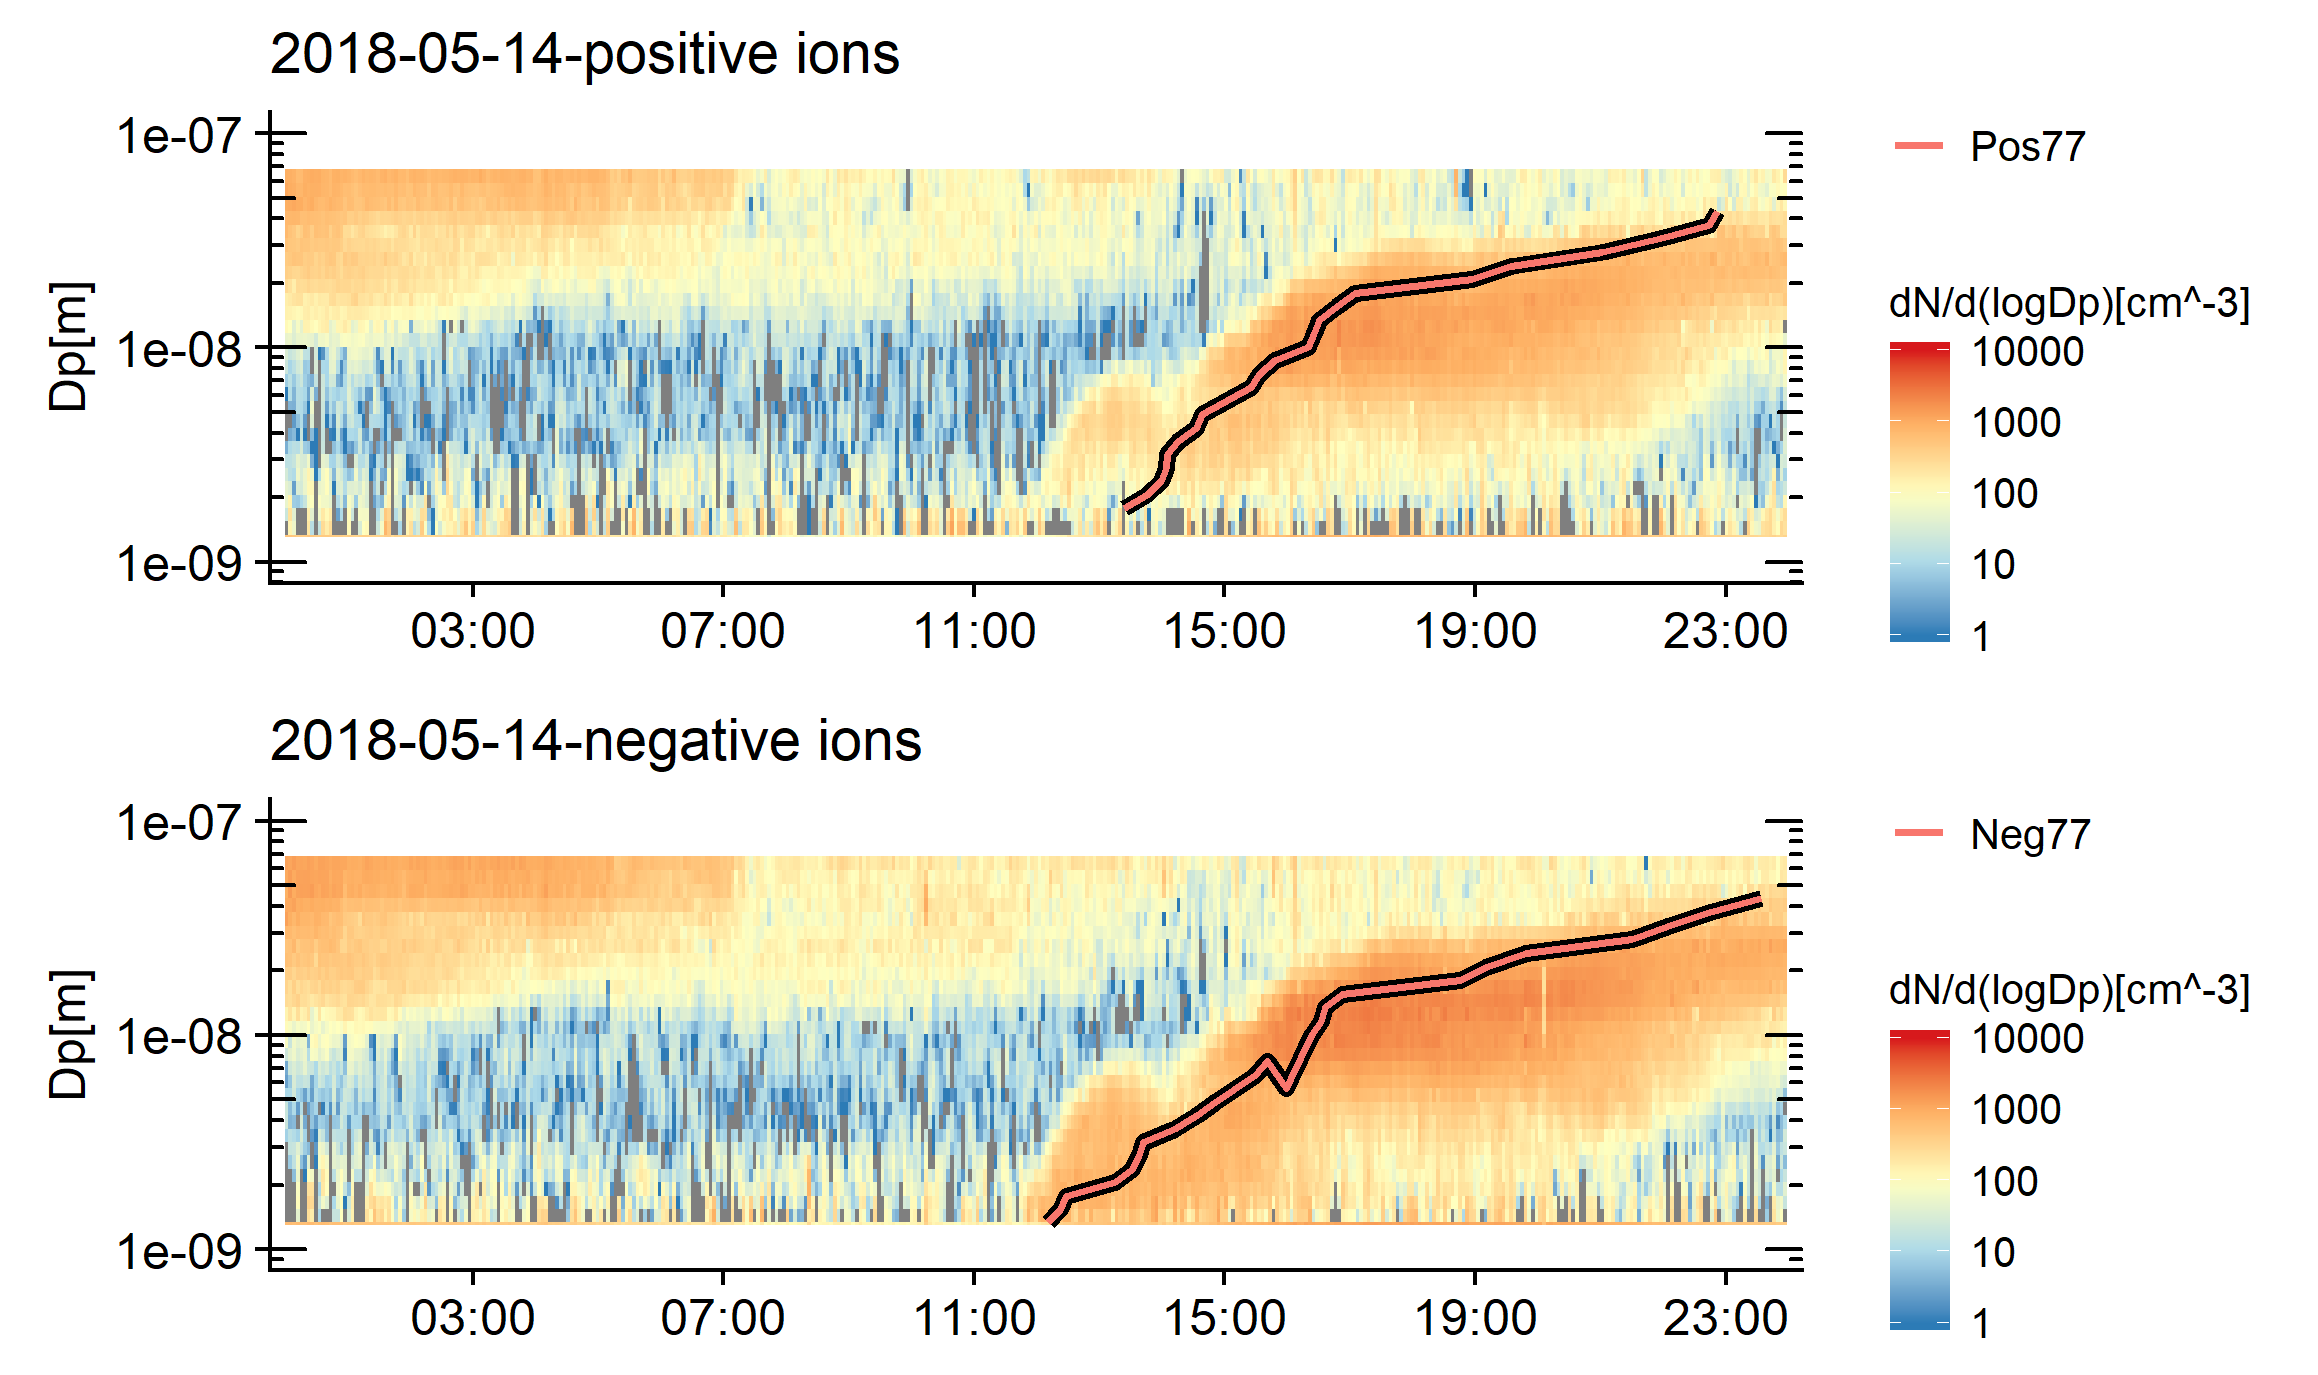 2018-05-14-positive ions
1e-07
1e-08
1e-09
Dp[m]
03:00 07:00 11:00 15:00 19:00 23:00
Pos77
dN/d(logDp)[cm^-3]
10000
1000
100
10
1
2018-05-14-negative ions
1e-07
1e-08
1e-09
Dp[m]
03:00 07:00 11:00 15:00 19:00 23:00
Neg77
dN/d(logDp)[cm^-3]
10000
1000
100
10
1